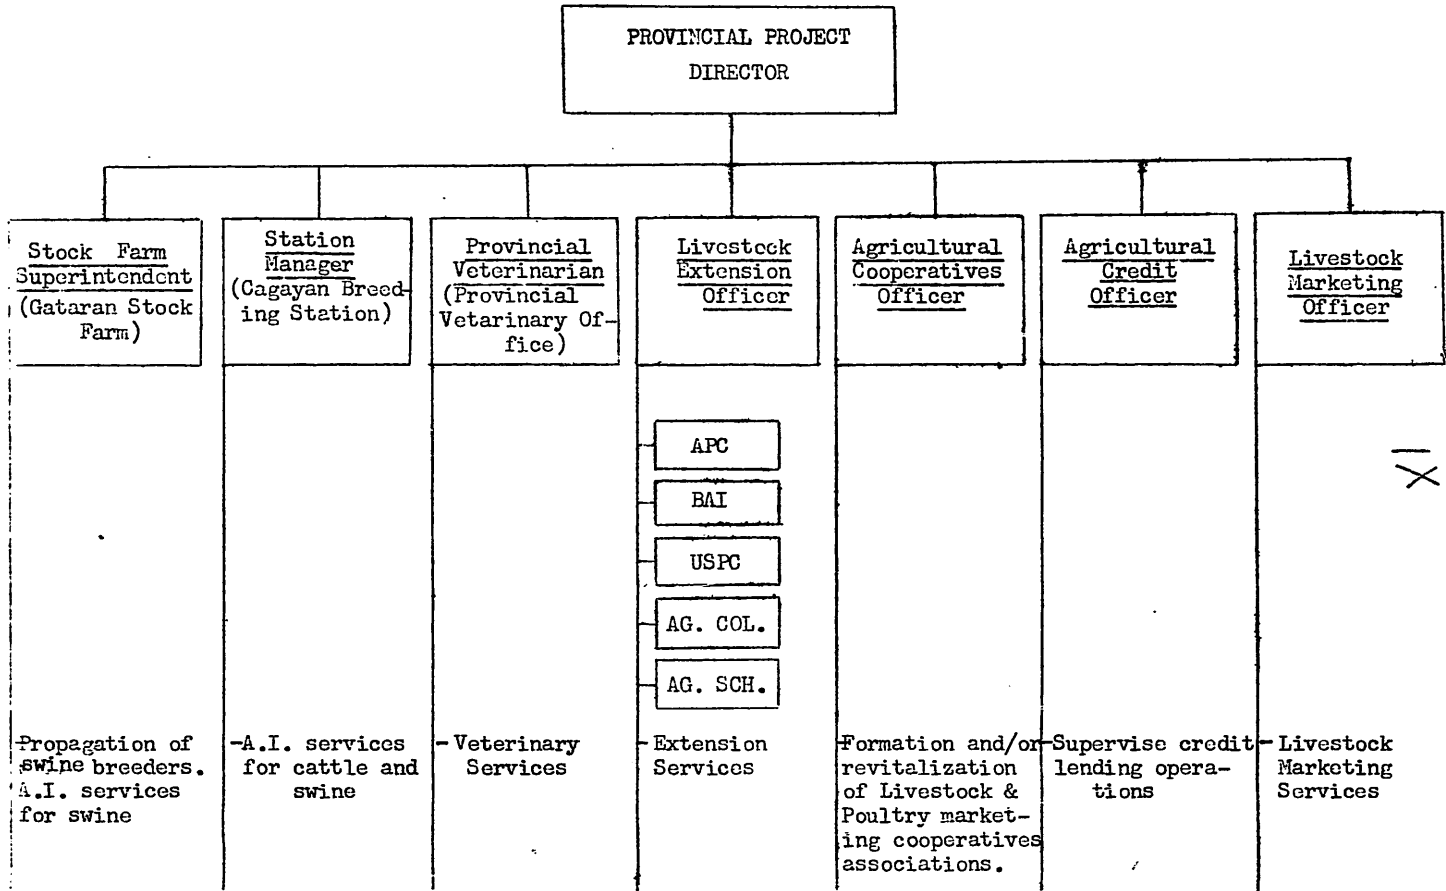 PROVINCIAL PROJECT
DIRECTOR
Stock Farm
Superintendent
(Gataran Stock
Farm)
Station
Manager
(Cagayan Breed-
ing Station)
Provincial
Veterinarian
(Provincial
Vetarinary Of-
fice)
Livestock
Extension
Officer
Agricultural
Cooperatives
Officer
Agricultural
Credit
Officer
Livestock
Marketing
Officer
APC
BAI
USPC
AG. COL.
AG. SCH.
-Propagation of
swine breeders.
A.I. services
for swine
-A.I. services
for cattle and
swine
-Veterinary
Services
-Extension
Services
-Formation and/or
revitalization
of Livestock &
Poultry market-
ing cooperatives
associations.
-Supervise credit
lending opera-
tions
-Livestock
Marketing
Services